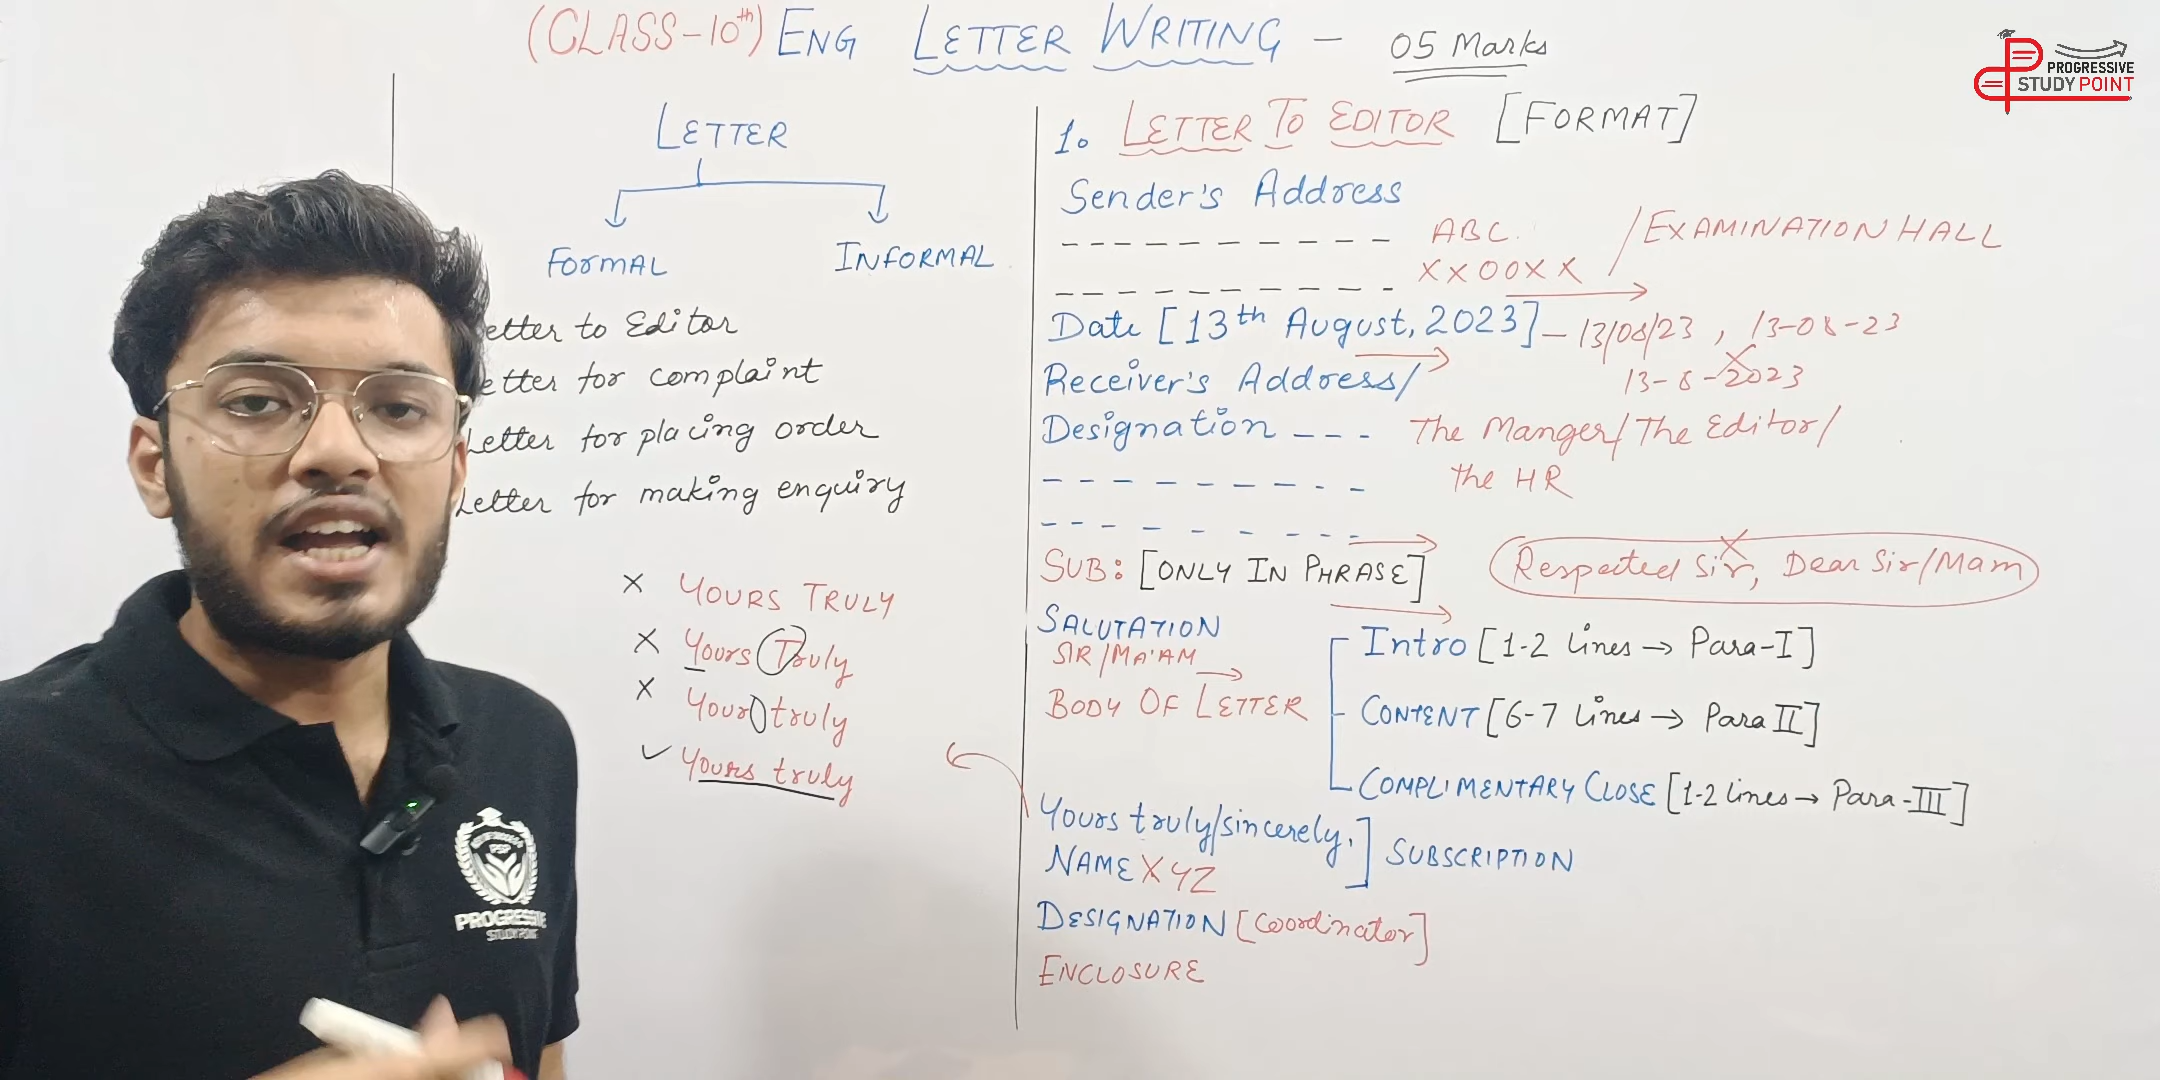 (CLASS-10th) ENG LETTER WRITING - 05 Marks
PROGRESSIVE
STUDY POINT
LETTER
FORMAL
INFORMAL
etter to Editor
etter for complaint
Letter for placing order
Letter for making enquiry
X YOURS TRULY
X Yours Truly
X Your truly
✓ Yours truly
1. LETTER TO EDITOR [FORMAT]
Sender's Address
ABC
XXOOXX
/EXAMINATION HALL
Date [13th August, 2023] - 13/08/23, 13-08-23
13-8-2023
Receiver's Address/
Designation --- The Manger/The Editor/
the HR
SUB: [ONLY IN PHRASE]
Respected Sir, Dear Sir/Mam
SALUTATION
SIR/MA'AM
BODY OF LETTER
Intro [1-2 lines → Para-I]
CONTENT [6-7 lines → Para II]
COMPLIMENTARY CLOSE [1-2 lines → Para-III]
Yours truly/sincerely,] SUBSCRIPTION
NAME XYZ
DESIGNATION [Coordinator]
ENCLOSURE
PSP
PROGRESSIVE
STUDY POINT